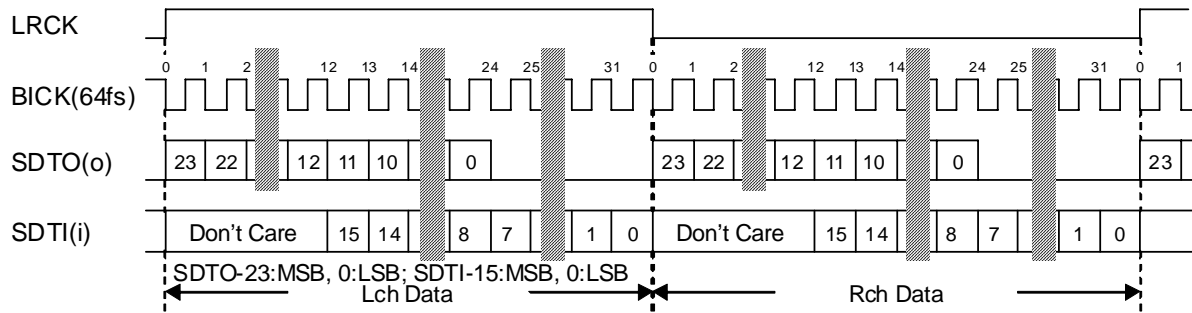 LRCK
0 1 2 12 13 14 24 25 31 0 1 2 12 13 14 24 25 31 0 1
BICK(64fs)
SDTO(o) 23 22 12 11 10 0 23 22 12 11 10 0 23
SDTI(i) Don't Care 15 14 8 7 1 0 Don't Care 15 14 8 7 1 0
SDTO-23:MSB, 0:LSB; SDTI-15:MSB, 0:LSB
Lch Data Rch Data